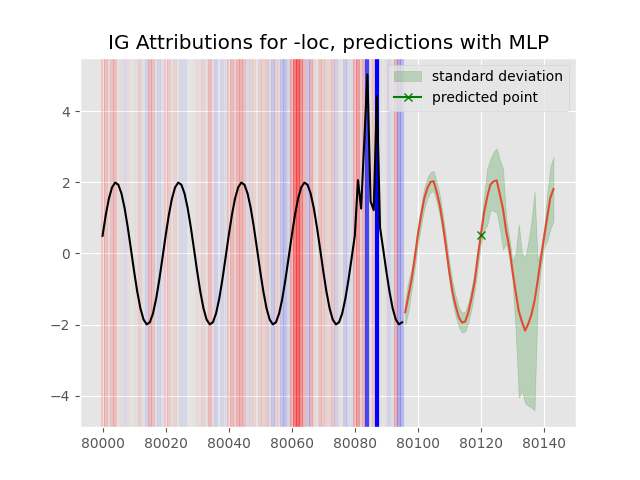 IG Attributions for -loc, predictions with MLP
standard deviation
predicted point
4
2
0
−2
−4
80000 80020 80040 80060 80080 80100 80120 80140